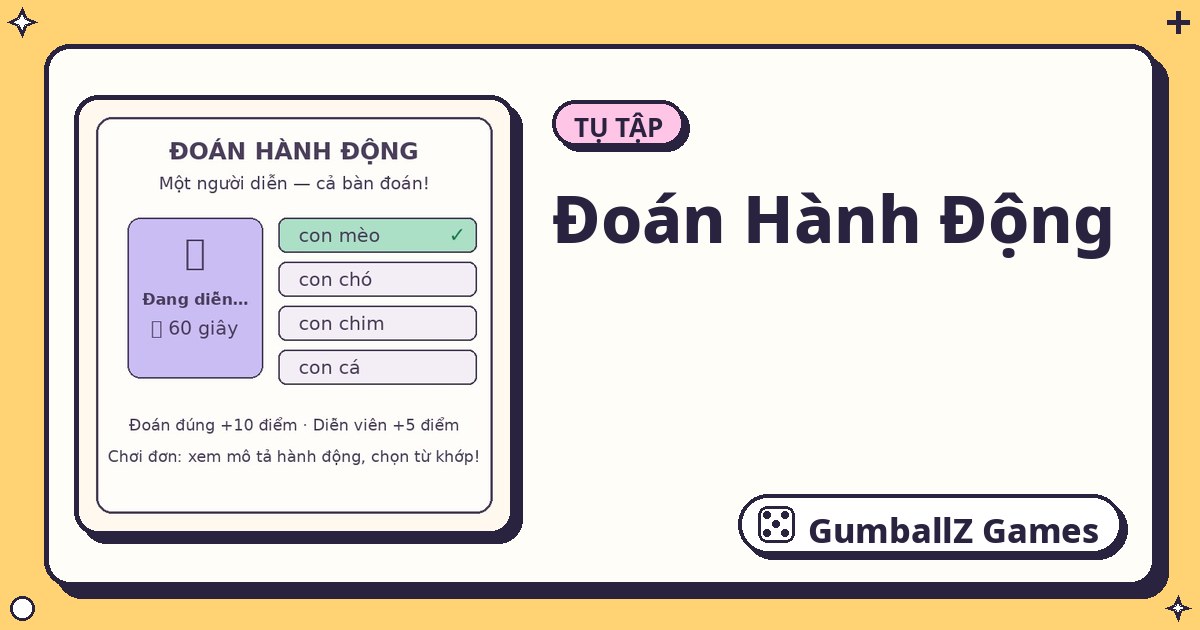 ĐOÁN HÀNH ĐỘNG
Một người diễn — cả bàn đoán!
Đang diễn...
60 giây
con mèo ✓
con chó
con chim
con cá
Đoán đúng +10 điểm · Diễn viên +5 điểm
Chơi đơn: xem mô tả hành động, chọn từ khớp!
TỤ TẬP
Đoán Hành Động
GumballZ Games